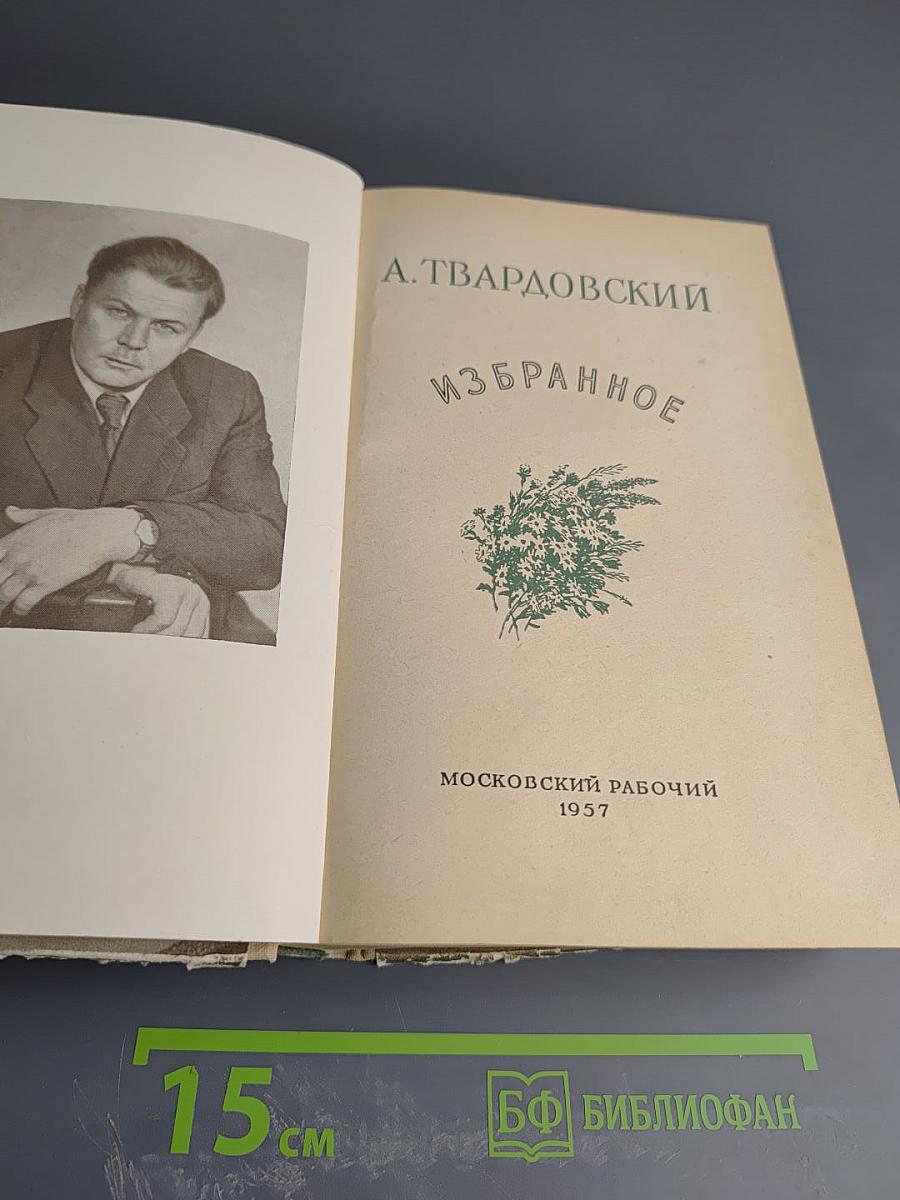 А. ТВАРДОВСКИЙ
ИЗБРАННОЕ
МОСКОВСКИЙ РАБОЧИЙ
1957
15 см
БФ БИБЛИОФАН